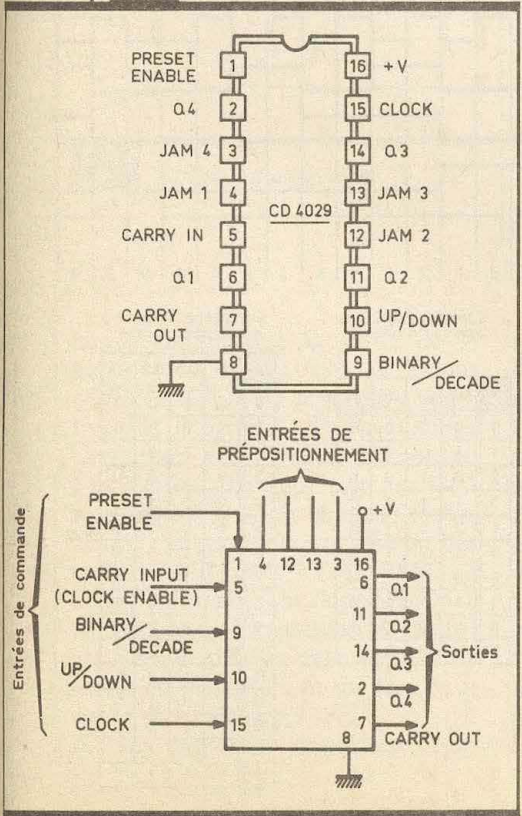 PRESET
ENABLE
1
16
+V
Q4
2
15
CLOCK
JAM 4
3
14
Q3
JAM 1
4
13
JAM 3
CD 4029
CARRY IN
5
12
JAM 2
Q1
6
11
Q2
CARRY
OUT
7
10
UP/DOWN
8
9
BINARY/
DECADE
ENTRÉES DE
PRÉPOSITIONNEMENT
Entrées de commande
PRESET
ENABLE
+V
1 4 12 13 3 16
CARRY INPUT
(CLOCK ENABLE)
5
6
Q1
BINARY/
DECADE
9
11
Q2
UP/
DOWN
10
14
Q3
2
Q4
CLOCK
15
7
CARRY OUT
8
Sorties